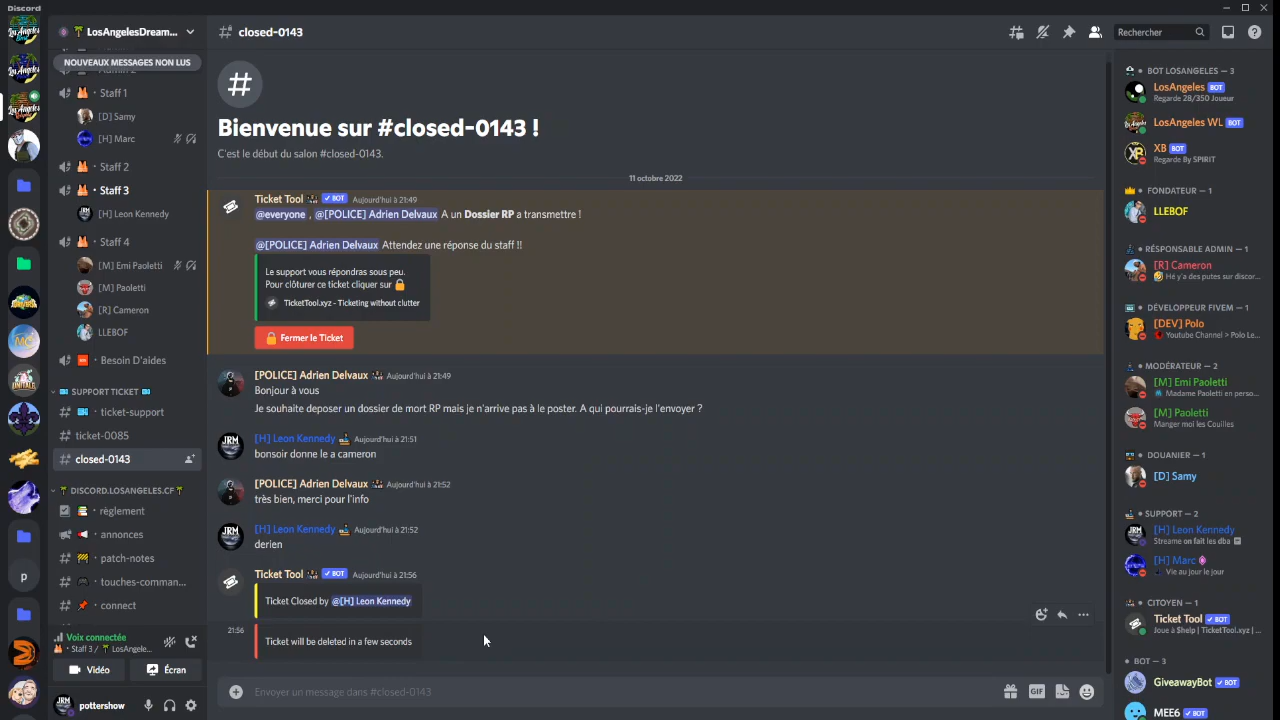 Discord
LosAngelesDream...
closed-0143
Rechercher
NOUVEAUX MESSAGES NON LUS
Staff 1
[D] Samy
[H] Marc
Staff 2
Staff 3
[H] Leon Kennedy
Staff 4
[M] Emi Paoletti
[M] Paoletti
[R] Cameron
LLEBOF
Besoin D'aides
SUPPORT TICKET
ticket-support
ticket-0085
closed-0143
DISCORD.LOSANGELES.CF
règlement
annonces
patch-notes
touches-comman...
connect
Voix connectée
Staff 3 / LosAngele...
Vidéo
Écran
pottershow
Bienvenue sur #closed-0143 !
C'est le début du salon #closed-0143.
11 octobre 2022
Ticket Tool BOT Aujourd'hui à 21:49
@everyone , @[POLICE] Adrien Delvaux A un Dossier RP a transmettre !
@[POLICE] Adrien Delvaux Attendez une réponse du staff !!
Le support vous répondras sous peu.
Pour clôturer ce ticket cliquer sur
TicketTool.xyz - Ticketing without clutter
Fermer le Ticket
[POLICE] Adrien Delvaux Aujourd'hui à 21:49
Bonjour à vous
Je souhaite deposer un dossier de mort RP mais je n'arrive pas à le poster. A qui pourrais-je l'envoyer ?
[H] Leon Kennedy Aujourd'hui à 21:51
bonsoir donne le a cameron
[POLICE] Adrien Delvaux Aujourd'hui à 21:52
très bien, merci pour l'info
[H] Leon Kennedy Aujourd'hui à 21:52
derien
Ticket Tool BOT Aujourd'hui à 21:56
Ticket Closed by @[H] Leon Kennedy
21:56
Ticket will be deleted in a few seconds
Envoyer un message dans #closed-0143
GIF
BOT LOSANGELES — 3
LosAngeles BOT
Regarde 28/350 Joueur
LosAngeles WL BOT
XB BOT
Regarde By SPIRIT
FONDATEUR — 1
LLEBOF
RÉSPONSABLE ADMIN — 1
[R] Cameron
Hé y'a des putes sur discor...
DÉVELOPPEUR FIVEM — 1
[DEV] Polo
Youtube Channel > Polo Le...
MODÉRATEUR — 2
[M] Emi Paoletti
Madame Paoletti en perso...
[M] Paoletti
Manger moi les Couilles
DOUANIER — 1
[D] Samy
SUPPORT — 2
[H] Leon Kennedy
Streame on fait les dba
[H] Marc
Vie au jour le jour
CITOYEN — 1
Ticket Tool BOT
Joue à $help | TicketTool.xyz | ...
BOT — 3
GiveawayBot BOT
MEE6 BOT